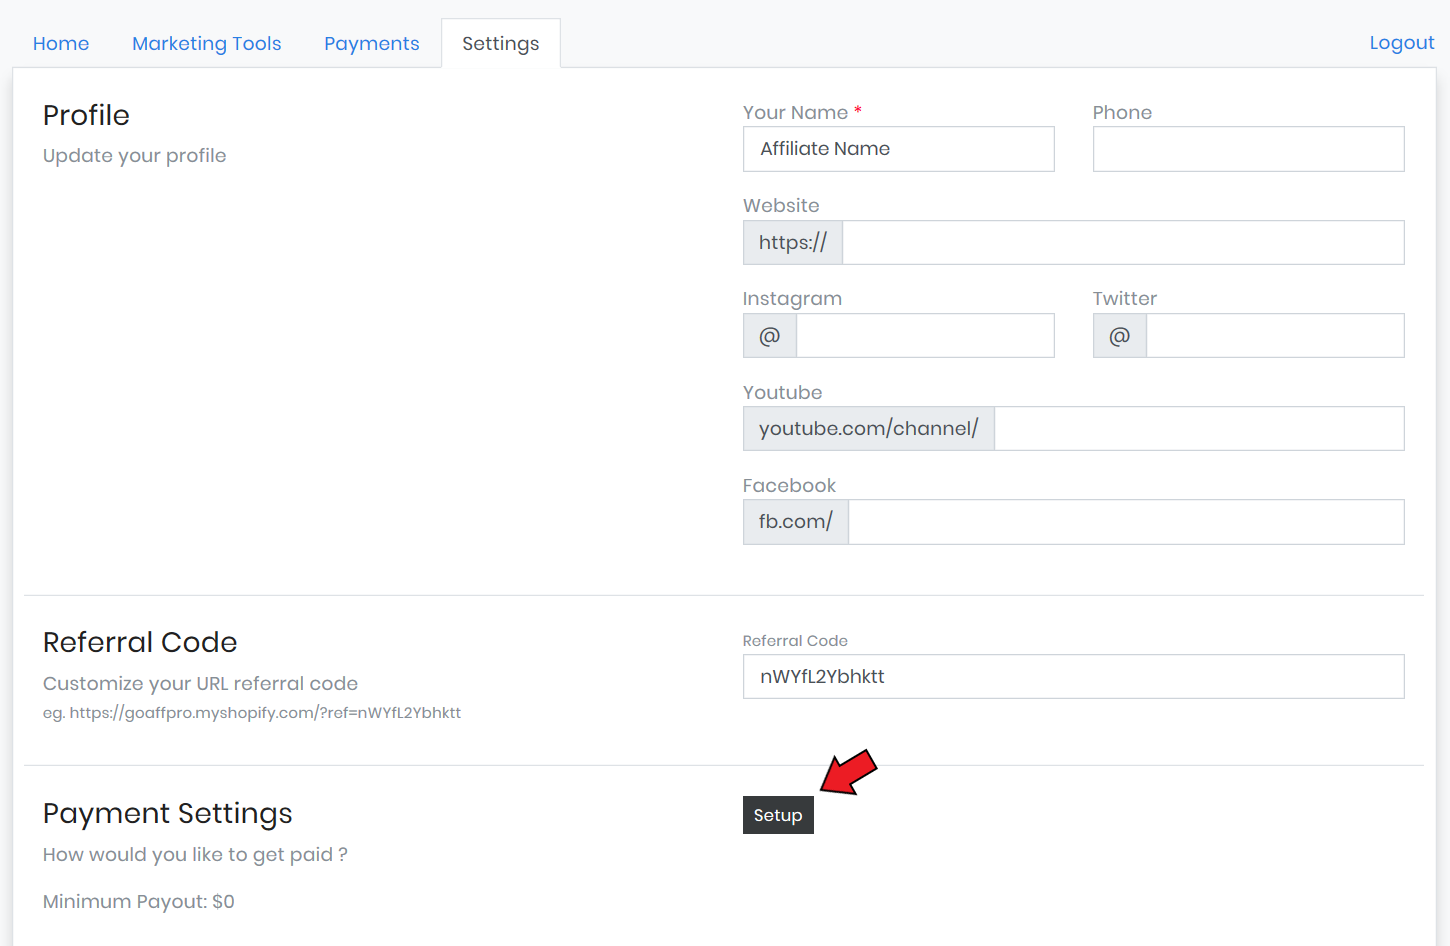 Home
Marketing Tools
Payments
Settings
Logout
Profile
Update your profile
Your Name *
Phone
Affiliate Name
Website
https://
Instagram
Twitter
@
@
Youtube
youtube.com/channel/
Facebook
fb.com/
Referral Code
Customize your URL referral code
eg. https://goaffpro.myshopify.com/?ref=nWYfL2Ybhktt
Referral Code
nWYfL2Ybhktt
Payment Settings
How would you like to get paid ?
Minimum Payout: $0
Setup